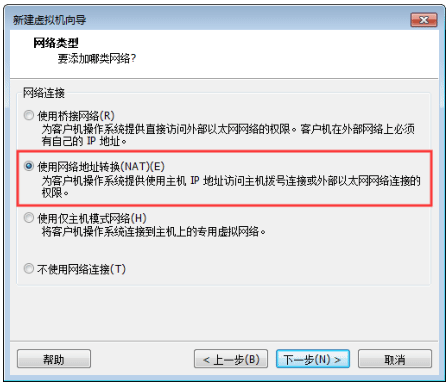 新建虚拟机向导
网络类型
要添加哪类网络?
网络连接
使用桥接网络(R)
为客户机操作系统提供直接访问外部以太网网络的权限。客户机在外部网络上必须
有自己的 IP 地址。
使用网络地址转换(NAT)(E)
为客户机操作系统提供使用主机 IP 地址访问主机拨号连接或外部以太网网络连接的
权限。
使用仅主机模式网络(H)
将客户机操作系统连接到主机上的专用虚拟网络。
不使用网络连接(T)
帮助
< 上一步(B)
下一步(N) >
取消